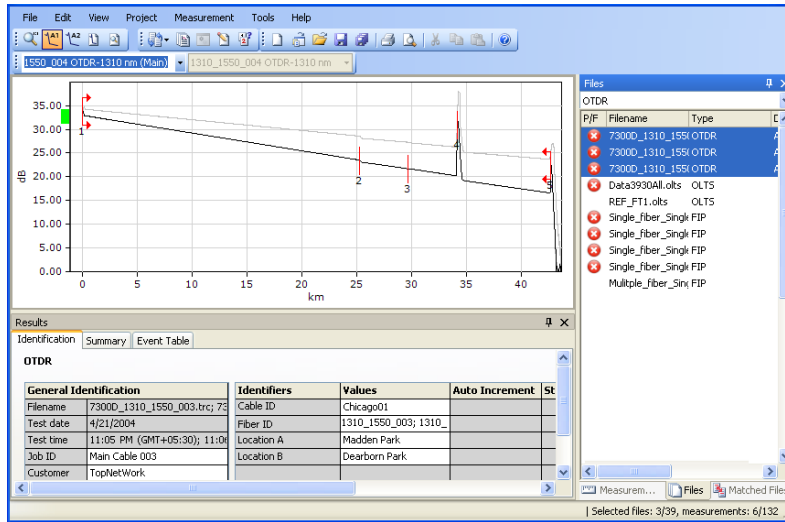 File Edit View Project Measurement Tools Help
1550_004 OTDR-1310 nm (Main) 1310_1550_004 OTDR-1310 nm
35.00
30.00
25.00
20.00
15.00
10.00
5.00
0.00
dB
1
2
3
4
5
0 5 10 15 20 25 30 35 40
km
Files
OTDR
P/F Filename Type D
7300D_1310_155( OTDR A
7300D_1310_155( OTDR A
7300D_1310_155( OTDR A
Data3930All.olts OLTS
REF_FT1.olts OLTS
Single_fiber_Singl FIP
Single_fiber_Singl FIP
Single_fiber_Singl FIP
Single_fiber_Singl FIP
Mulitple_fiber_Sin FIP
Results
Identification Summary Event Table
OTDR
General Identification
Filename 7300D_1310_1550_003.trc; 73
Test date 4/21/2004
Test time 11:05 PM (GMT+05:30); 11:06
Job ID Main Cable 003
Customer TopNetWork
Identifiers Values Auto Increment St
Cable ID Chicago01
Fiber ID 1310_1550_003; 1310_
Location A Madden Park
Location B Dearborn Park
Measurem... Files Matched File
Selected files: 3/39, measurements: 6/132